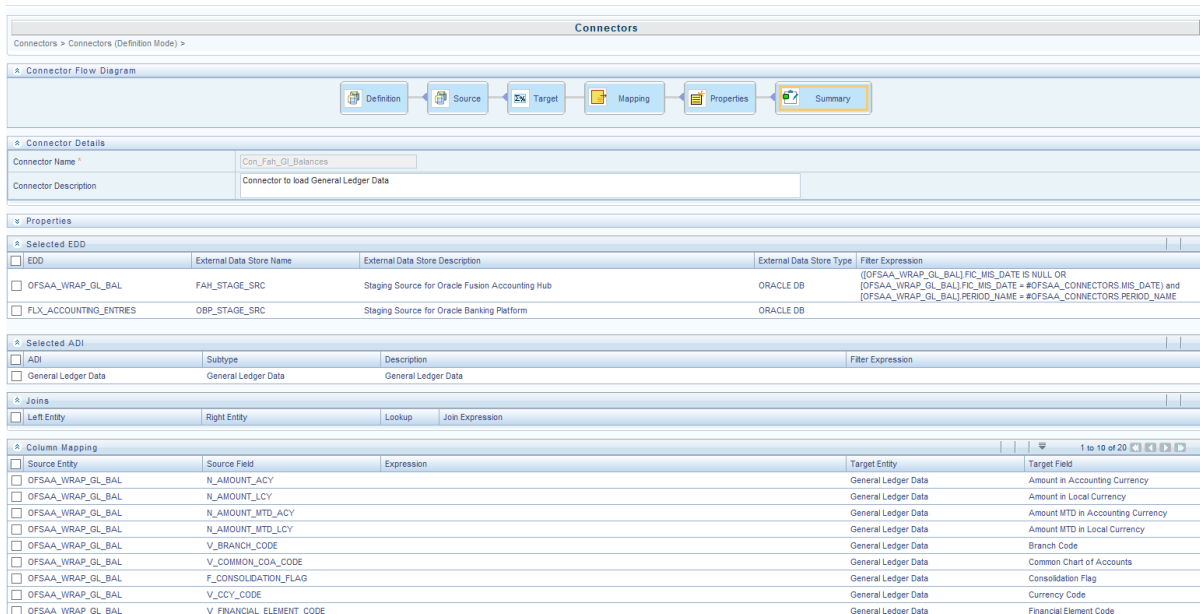 Connectors
Connectors > Connectors (Definition Mode) >
Connector Flow Diagram
Definition Source Target Mapping Properties Summary
Connector Details
Connector Name * Con_Fah_Gl_Balances
Connector Description Connector to load General Ledger Data
Properties
Selected EDD
EDD External Data Store Name External Data Store Description External Data Store Type Filter Expression
OFSAA_WRAP_GL_BAL FAH_STAGE_SRC Staging Source for Oracle Fusion Accounting Hub ORACLE DB ([OFSAA_WRAP_GL_BAL].FIC_MIS_DATE IS NULL OR
[OFSAA_WRAP_GL_BAL].FIC_MIS_DATE = #OFSAA_CONNECTORS.MIS_DATE) and
[OFSAA_WRAP_GL_BAL].PERIOD_NAME = #OFSAA_CONNECTORS.PERIOD_NAME
FLX_ACCOUNTING_ENTRIES OBP_STAGE_SRC Staging Source for Oracle Banking Platform ORACLE DB
Selected ADI
ADI Subtype Description Filter Expression
General Ledger Data General Ledger Data General Ledger Data
Joins
Left Entity Right Entity Lookup Join Expression
Column Mapping 1 to 10 of 20
Source Entity Source Field Expression Target Entity Target Field
OFSAA_WRAP_GL_BAL N_AMOUNT_ACY General Ledger Data Amount in Accounting Currency
OFSAA_WRAP_GL_BAL N_AMOUNT_LCY General Ledger Data Amount in Local Currency
OFSAA_WRAP_GL_BAL N_AMOUNT_MTD_ACY General Ledger Data Amount MTD in Accounting Currency
OFSAA_WRAP_GL_BAL N_AMOUNT_MTD_LCY General Ledger Data Amount MTD in Local Currency
OFSAA_WRAP_GL_BAL V_BRANCH_CODE General Ledger Data Branch Code
OFSAA_WRAP_GL_BAL V_COMMON_COA_CODE General Ledger Data Common Chart of Accounts
OFSAA_WRAP_GL_BAL F_CONSOLIDATION_FLAG General Ledger Data Consolidation Flag
OFSAA_WRAP_GL_BAL V_CCY_CODE General Ledger Data Currency Code
OFSAA_WRAP_GL_BAL V_FINANCIAL_ELEMENT_CODE General Ledger Data Financial Element Code